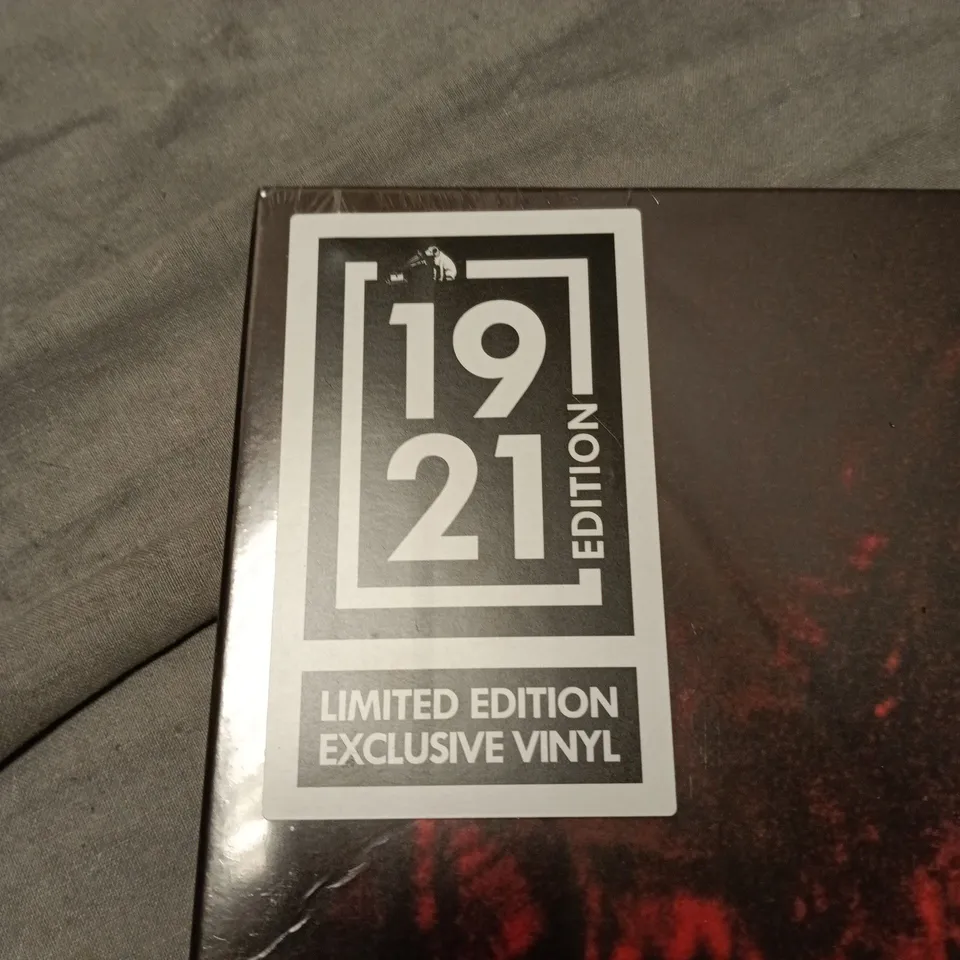 19
21
EDITION
LIMITED EDITION
EXCLUSIVE VINYL